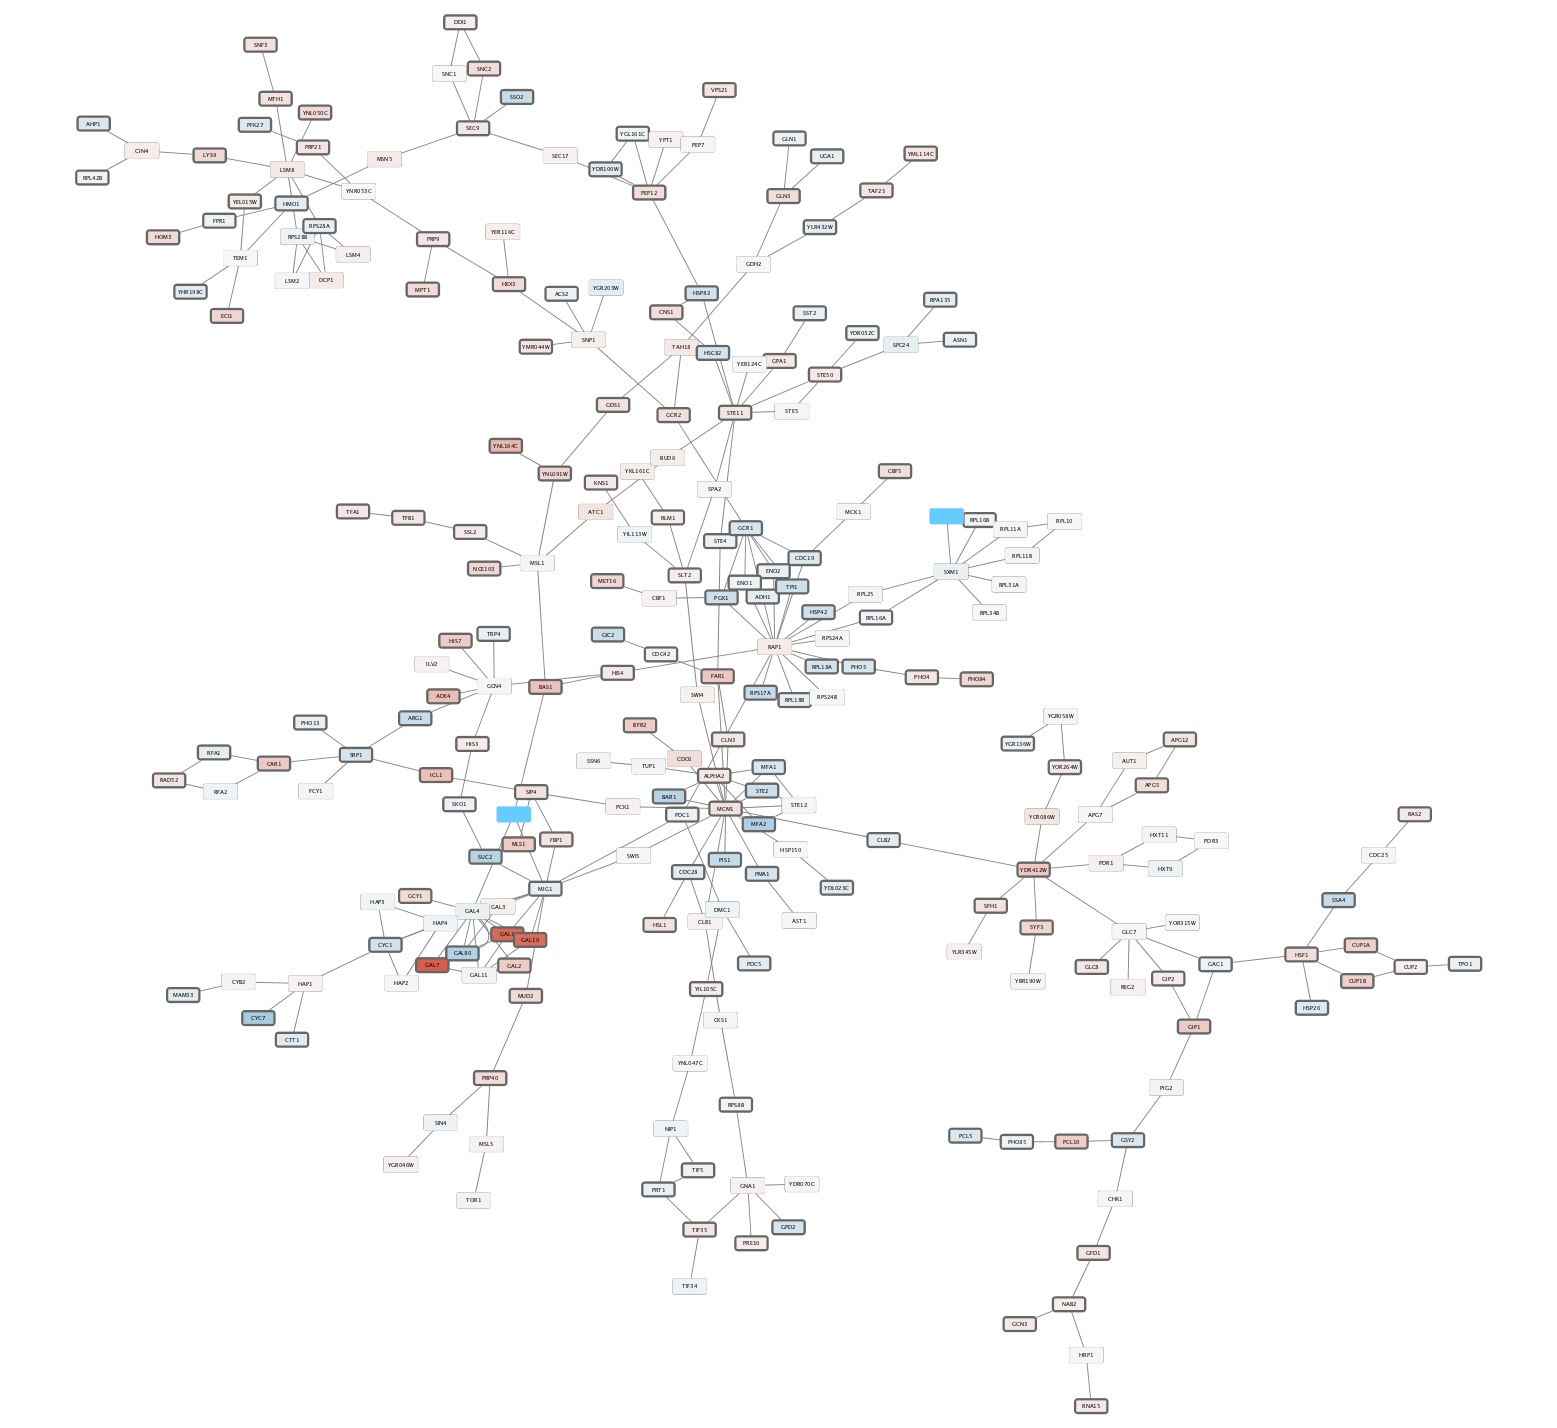 DDI1
SNF3
SNC1
SNC2
VPS21
SSO2
MTH1
YNL050C
AHP1
PFK27
SEC9
YGL161C
YPT1
PEP7
GLN1
CIN4
LYS9
PRP21
MSN5
SEC17
UGA1
YML114C
LSM8
YDR100W
RPL42B
YNR053C
PEP12
GLN3
TAF25
YEL015W
HMO1
FPR1
RPS28A
YLR432W
HOM3
RPS28B
PRP9
YER116C
LSM4
TEM1
GDH2
YHR198C
LSM2
DCP1
MPT1
HEX3
ACS2
YGR203W
HSP82
RPA135
ECI1
CNS1
SST2
YMR044W
SNP1
TAH18
HSC82
YDR032C
SPC24
ASN1
YER124C
GPA1
STE50
GDS1
GCR2
STE11
STE5
YNL164C
BUD6
YNL091W
YKL161C
CBF5
KNS1
SPA2
TFA1
TFB1
ATC1
RLM1
MCK1
SSL2
YIL113W
GCR1
RPL16B
RPL11A
RPL10
STE4
MSL1
CDC19
RPL11B
NCE103
SLT2
ENO2
SXM1
MET16
ENO1
TPI1
RPL31A
CBF1
PGK1
ADH1
RPL25
HSP42
RPL16A
RPL34B
GIC2
TRP4
HIS7
RPS24A
CDC42
RAP1
ILV2
RPL18A
PHO5
HIS4
FAR1
PHO4
PHO84
GCN4
BAS1
ADE4
SWI4
RPS17A
RPL18B
RPS24B
ARG1
PHO13
BFR2
YGR058W
HIS3
CLN3
YGR136W
RFA1
SRP1
CDC6
SSN6
TUP1
MFA1
YOR264W
APG12
AUT1
CAR1
RAD52
ICL1
ALPHA2
APG5
RFA2
FCY1
SIP4
BAR1
STE2
SKO1
PCK1
MCM1
STE12
PDC1
YCR086W
APG7
MFA2
MLS1
FBP1
HXT11
PDR3
RAS2
CLB2
SUC2
SWI5
PIS1
HSP150
CDC25
MIG1
CDC28
PMA1
YDR412W
PDR1
HXT9
YDL023C
GCY1
HAP3
GAL3
GAL4
SSA4
HAP4
DMC1
SFH1
HSL1
CLB1
AST1
SYF3
YOR315W
GLC7
CYC1
GAL10
GAL80
YLR345W
HSF1
CUP1A
GAL7
GAL2
PDC5
GLC8
GAC1
CUP2
TPO1
GAL11
CYB2
HAP1
HAP2
YBR190W
GIP2
CUP1B
MAM33
MUD2
YIL105C
REG2
HSP26
CYC7
CKS1
GIP1
CTT1
YNL047C
PRP40
PIG2
RPS8B
SIN4
NIP1
PCL5
PHO85
PCL10
GSY2
MSL5
YGR046W
TIF5
TOR1
PRT1
GNA1
YDR070C
CHK1
TIF35
GPD2
PRE10
GFD1
TIF34
NAB2
GCN3
HRP1
RNA15